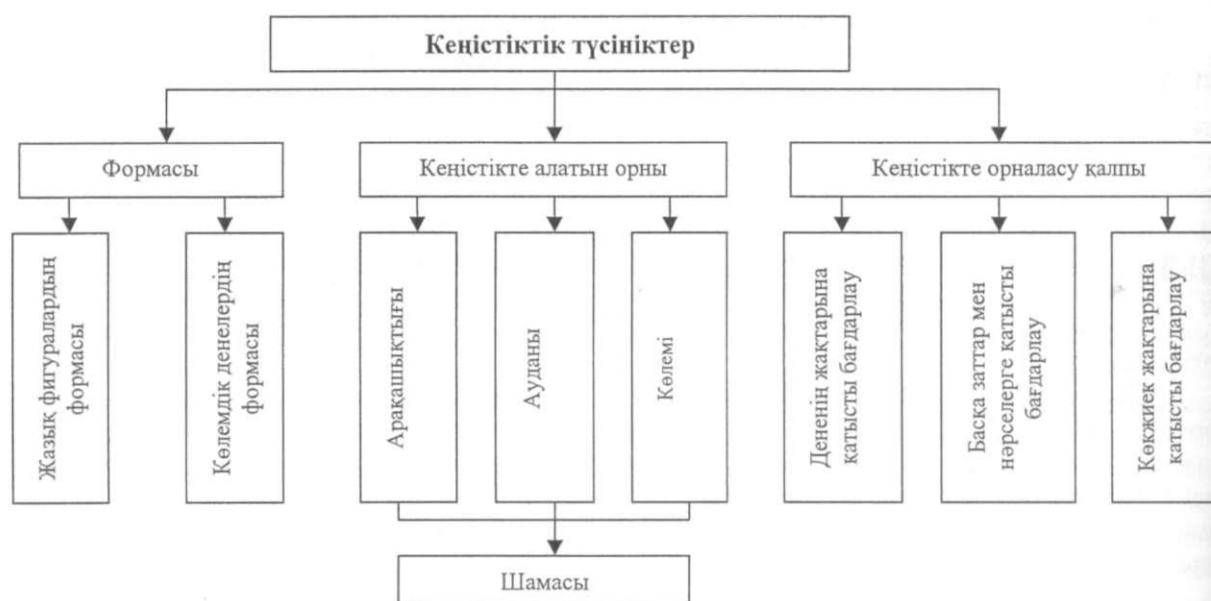 Кеңістіктік түсініктер
Формасы
Кеңістікте алатын орны
Кеңістікте орналасу қалпы
Жазық фигуралардың
формасы
Көлемдік денелердің
формасы
Арақашықтығы
Ауданы
Көлемі
Дененің жақтарына
қатысты бағдарлау
Басқа заттар мен
нәрселерге қатысты
бағдарлау
Көкжиек жақтарына
қатысты бағдарлау
Шамасы